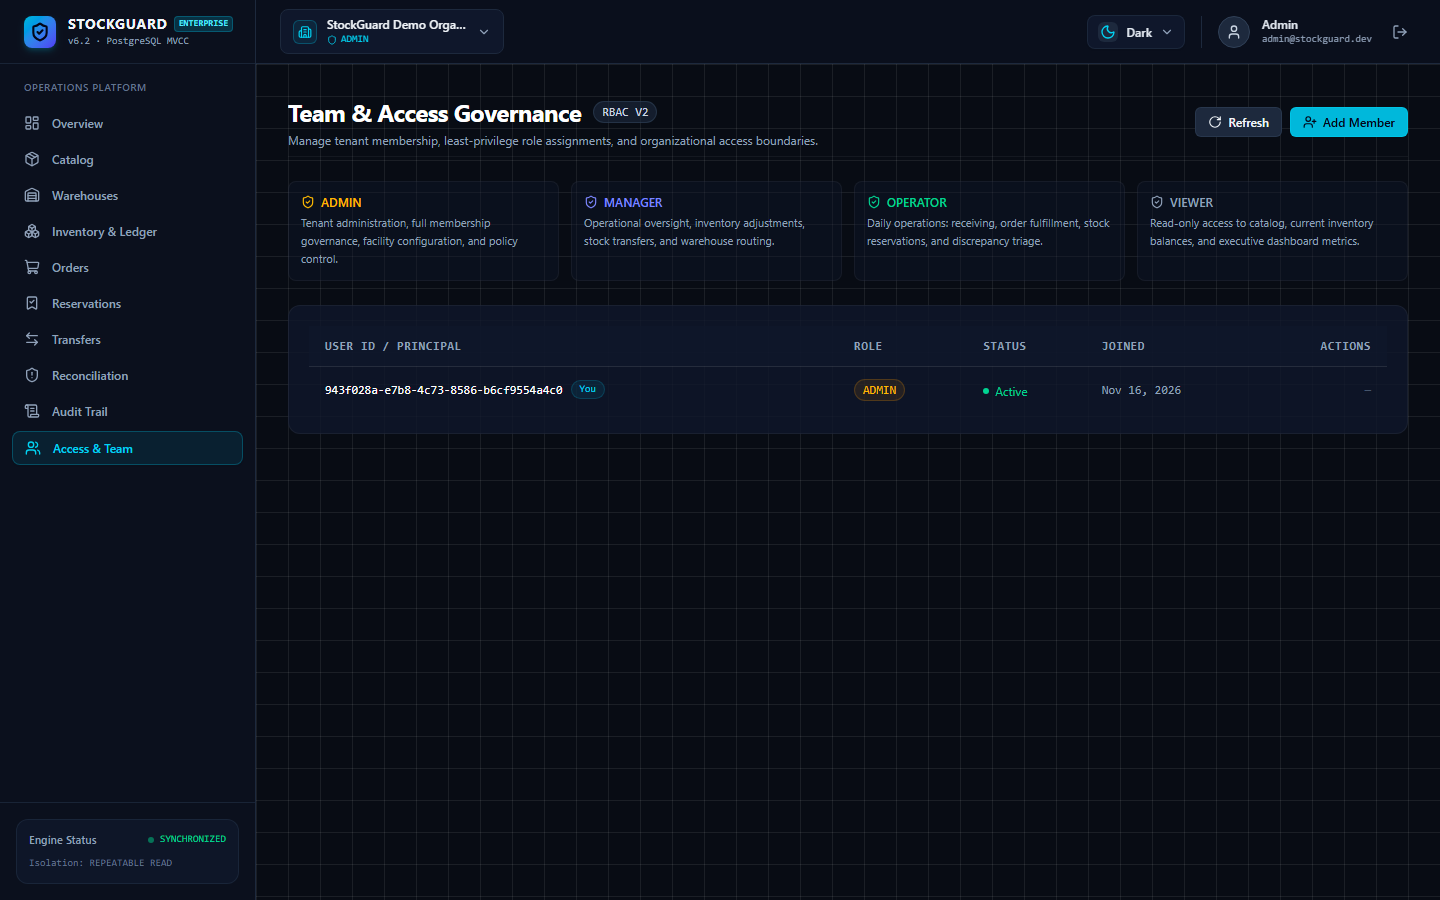 STOCKGUARD ENTERPRISE
v6.2 · PostgreSQL MVCC
StockGuard Demo Orga...
ADMIN
Dark
Admin
admin@stockguard.dev
OPERATIONS PLATFORM
Overview
Catalog
Warehouses
Inventory & Ledger
Orders
Reservations
Transfers
Reconciliation
Audit Trail
Access & Team
Engine Status
SYNCHRONIZED
Isolation: REPEATABLE READ
Team & Access Governance RBAC V2
Manage tenant membership, least-privilege role assignments, and organizational access boundaries.
Refresh
Add Member
ADMIN
Tenant administration, full membership
governance, facility configuration, and policy
control.
MANAGER
Operational oversight, inventory adjustments,
stock transfers, and warehouse routing.
OPERATOR
Daily operations: receiving, order fulfillment, stock
reservations, and discrepancy triage.
VIEWER
Read-only access to catalog, current inventory
balances, and executive dashboard metrics.
USER ID / PRINCIPAL ROLE STATUS JOINED ACTIONS
943f028a-e7b8-4c73-8586-b6cf9554a4c0 You ADMIN Active Nov 16, 2026 —